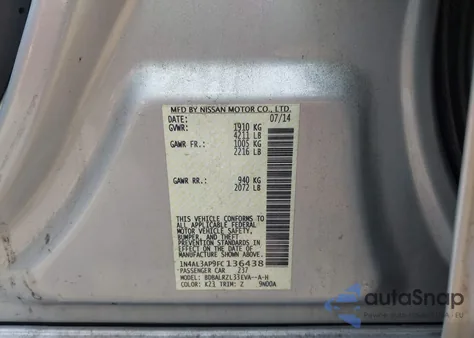 MFD BY NISSAN MOTOR CO., LTD.
DATE: 07/14
GVWR: 1910 KG
4211 LB
GAWR FR.: 1005 KG
2216 LB
GAWR RR.: 940 KG
2072 LB
THIS VEHICLE CONFORMS TO ALL
APPLICABLE FEDERAL
MOTOR VEHICLE SAFETY,
BUMPER, AND THEFT
PREVENTION STANDARDS
IN EFFECT ON THE DATE OF
MANUFACTURE SHOWN ABOVE.
1N4AL3AP9FC136438
PASSENGER CAR 237
MODEL: BDBALRZL33EVA--A-H
COLOR: K23 TRIM: Z 9N00A
autoSnap